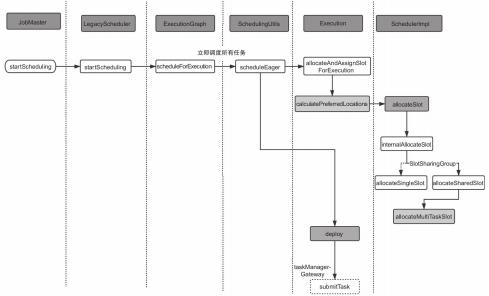 JobMaster
LegacyScheduler
ExecutionGraph
SchedulingUtils
Execution
SchedulerImpl
立即调度所有任务
startScheduling
startScheduling
scheduleForExecution
scheduleEager
allocateAndAssignSlot
ForExecution
calculatePreferredLocations
allocateSlot
internalAllocateSlot
SlotSharingGroup
allocateSingleSlot
allocateSharedSlot
allocateMultiTaskSlot
deploy
taskManager-
Gateway
submitTask